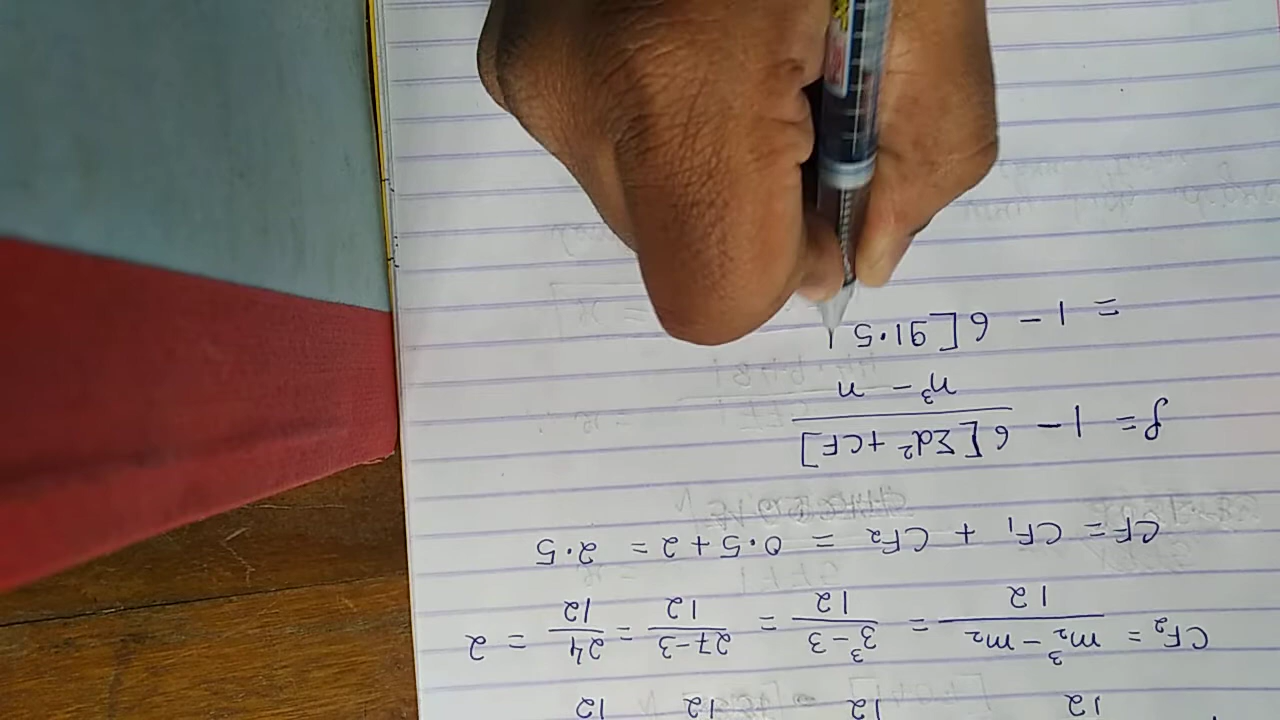 12 12 12 12
CF₂ = m₂³ - m₂ / 12 = 3³ - 3 / 12 = 27-3 / 12 = 24 / 12 = 2
CF = CF₁ + CF₂ = 0.5 + 2 = 2.5
ρ = 1 - 6[Σd² + CF] / n³ - n
= 1 - 6[91.5